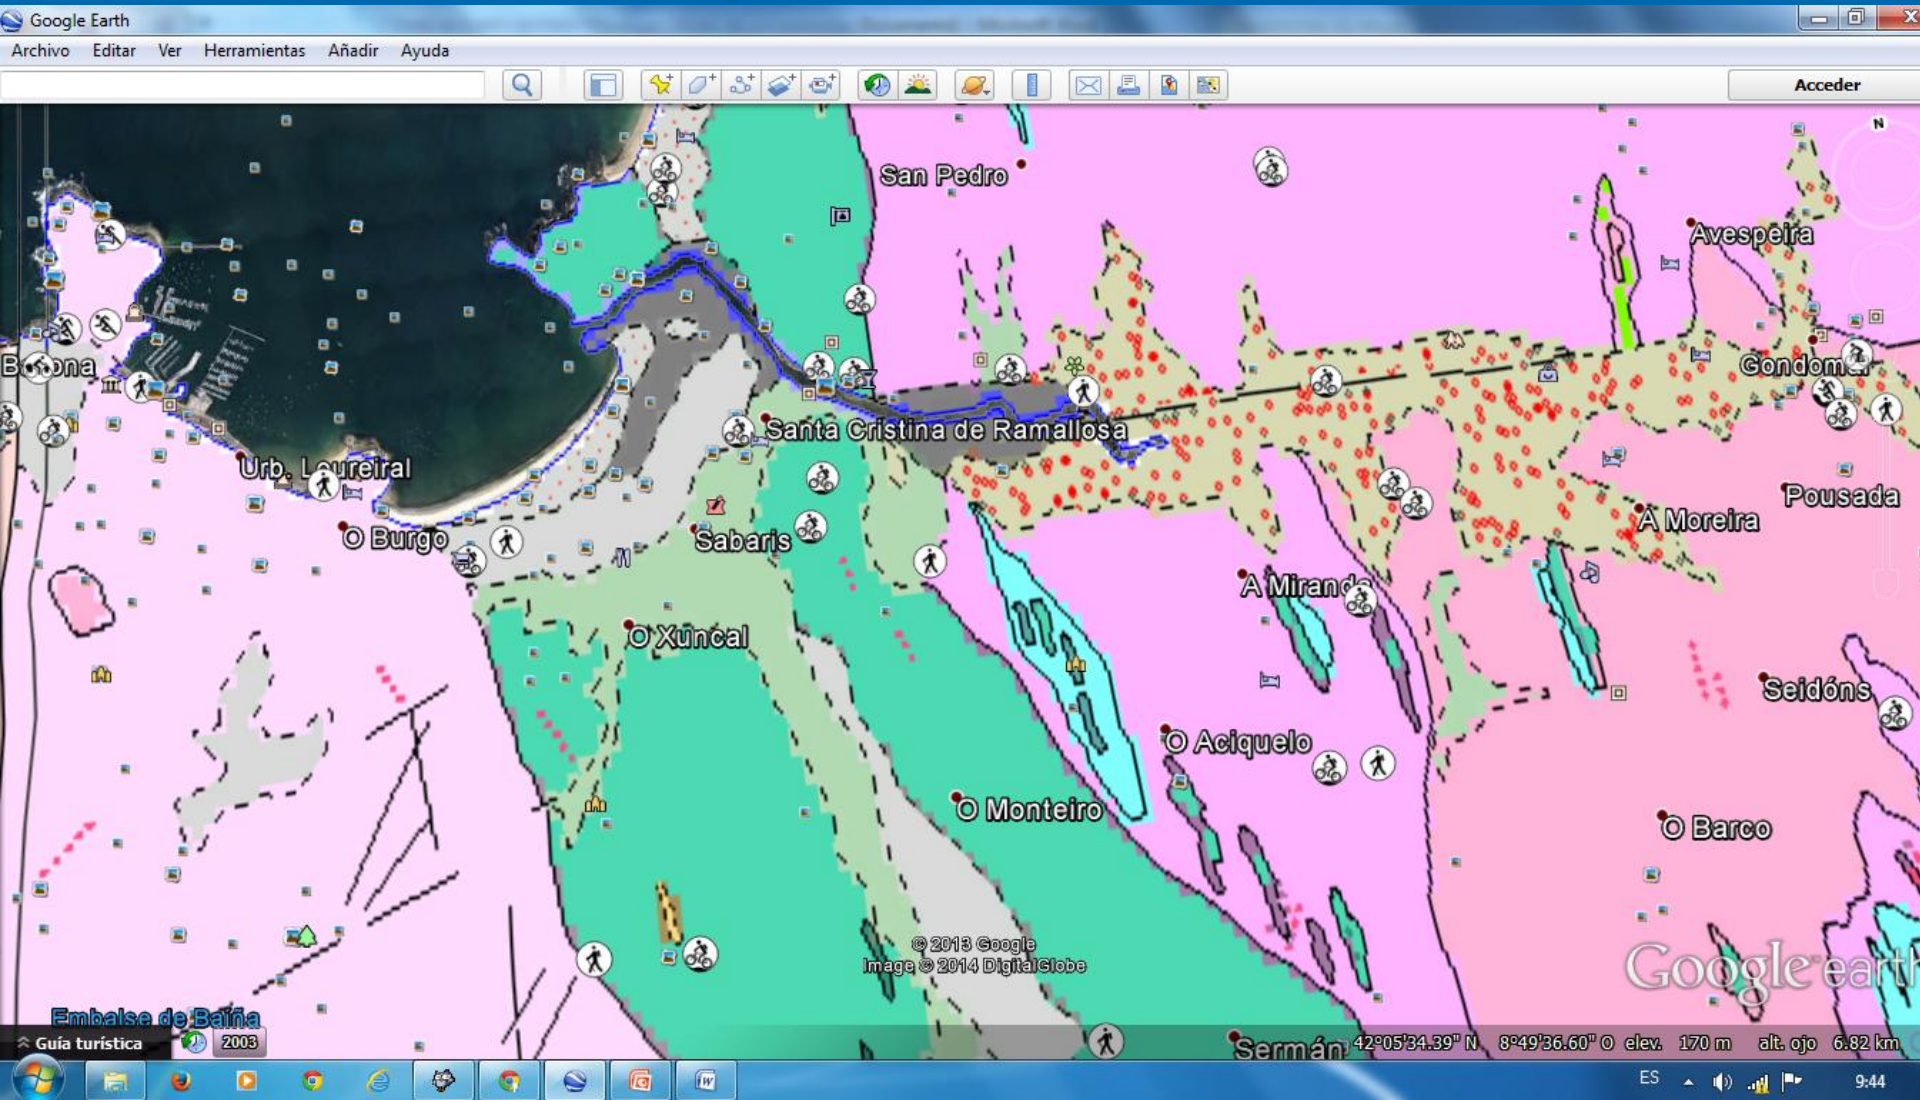 Google Earth
Archivo Editar Ver Herramientas Añadir Ayuda
Acceder
N
San Pedro
Avespeira
Gondomar
Santa Cristina de Ramallosa
Urb. Loureiral
Pousada
A Moreira
O Burgo
Sabaris
A Miranda
O Xuncal
Seidóns
O Aciquelo
O Monteiro
O Barco
© 2013 Google
Image © 2014 DigitalGlobe
Google earth
Embalse de Baíña
Guía turística 2003
Sermán 42°05'34.39" N 8°49'36.60" O elev. 170 m alt. ojo 6.82 km
ES 9:44